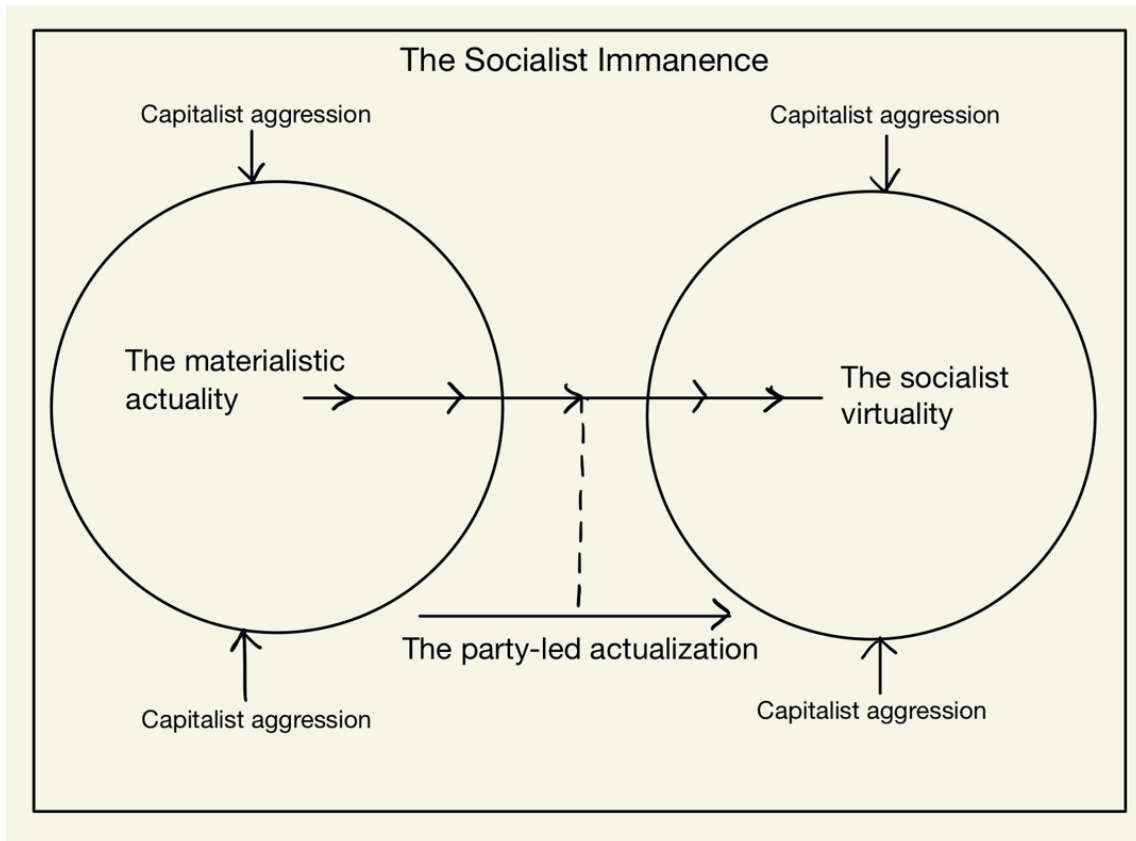 The Socialist Immanence
Capitalist aggression
Capitalist aggression
The materialistic
actuality
The socialist
virtuality
The party-led actualization
Capitalist aggression
Capitalist aggression